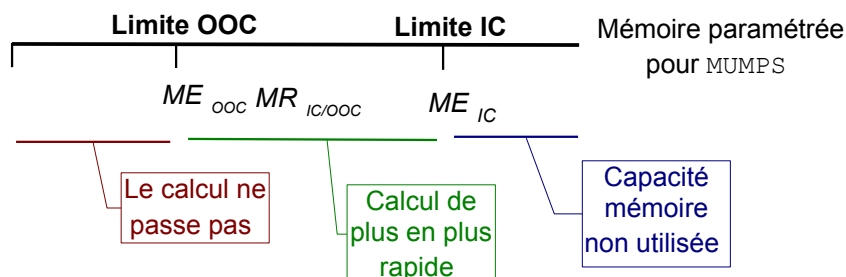 Limite OOC
Limite IC
Mémoire paramétrée
pour MUMPS
ME OOC MR IC/OOC
ME IC
Le calcul ne
passe pas
Calcul de
plus en plus
rapide
Capacité
mémoire
non utilisée